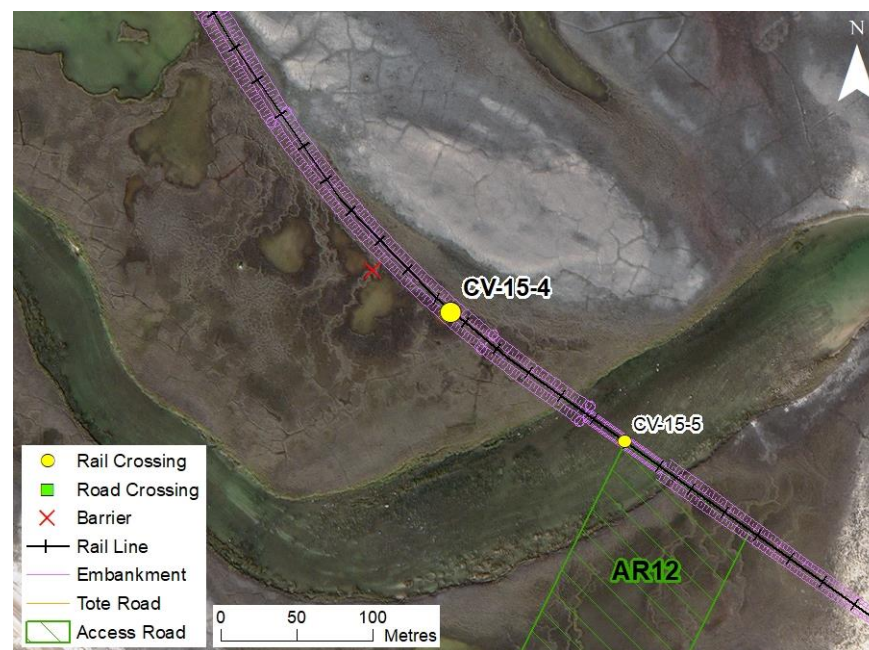 N
CV-15-4
CV-15-5
AR12
Rail Crossing
Road Crossing
Barrier
Rail Line
Embankment
Tote Road
Access Road
0 50 100
Metres